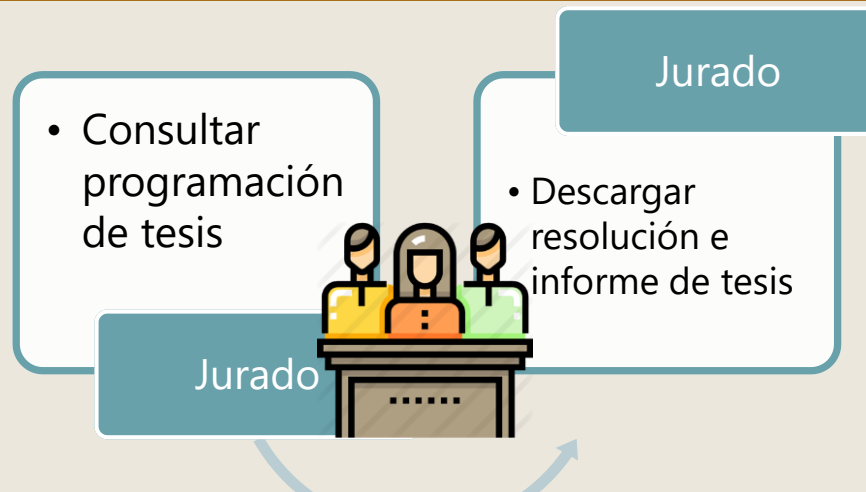 • Consultar
programación
de tesis
Jurado
Jurado
• Descargar
resolución e
informe de tesis